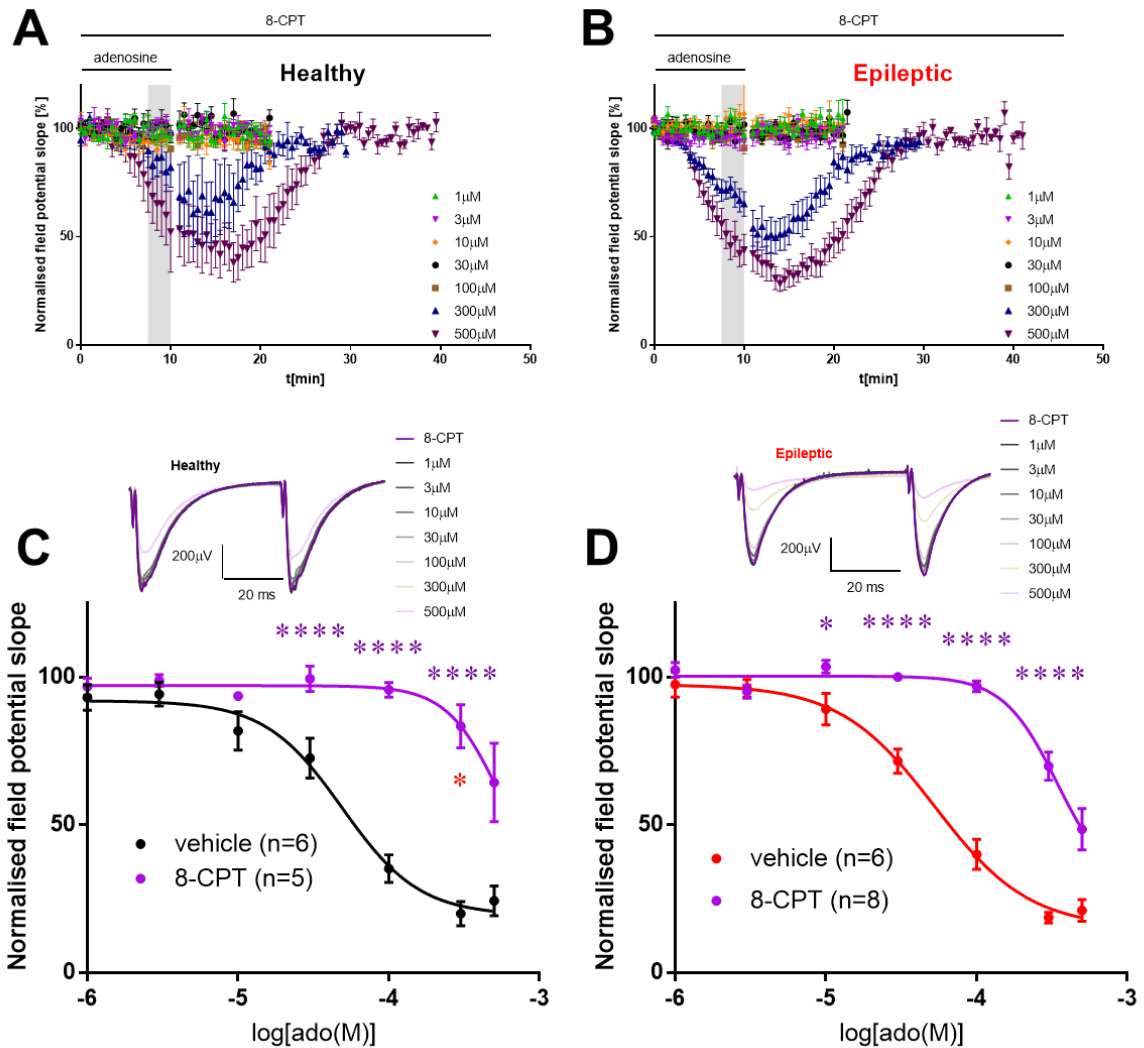 A
8-CPT
adenosine
Healthy
Normalised field potential slope [%]
100
50
0
0 10 20 30 40 50
t[min]
1μM
3μM
10μM
30μM
100μM
300μM
500μM
B
8-CPT
adenosine
Epileptic
Normalised field potential slope [%]
100
50
0
0 10 20 30 40 50
t[min]
1μM
3μM
10μM
30μM
100μM
300μM
500μM
C
Healthy
200μV
20 ms
8-CPT
1μM
3μM
10μM
30μM
100μM
300μM
500μM
Normalised field potential slope
100
50
0
****
****
****
*
vehicle (n=6)
8-CPT (n=5)
-6 -5 -4 -3
log[ado(M)]
D
Epileptic
200μV
20 ms
8-CPT
1μM
3μM
10μM
30μM
100μM
300μM
500μM
Normalised field potential slope
100
50
0
*
****
****
****
vehicle (n=6)
8-CPT (n=8)
-6 -5 -4 -3
log[ado(M)]